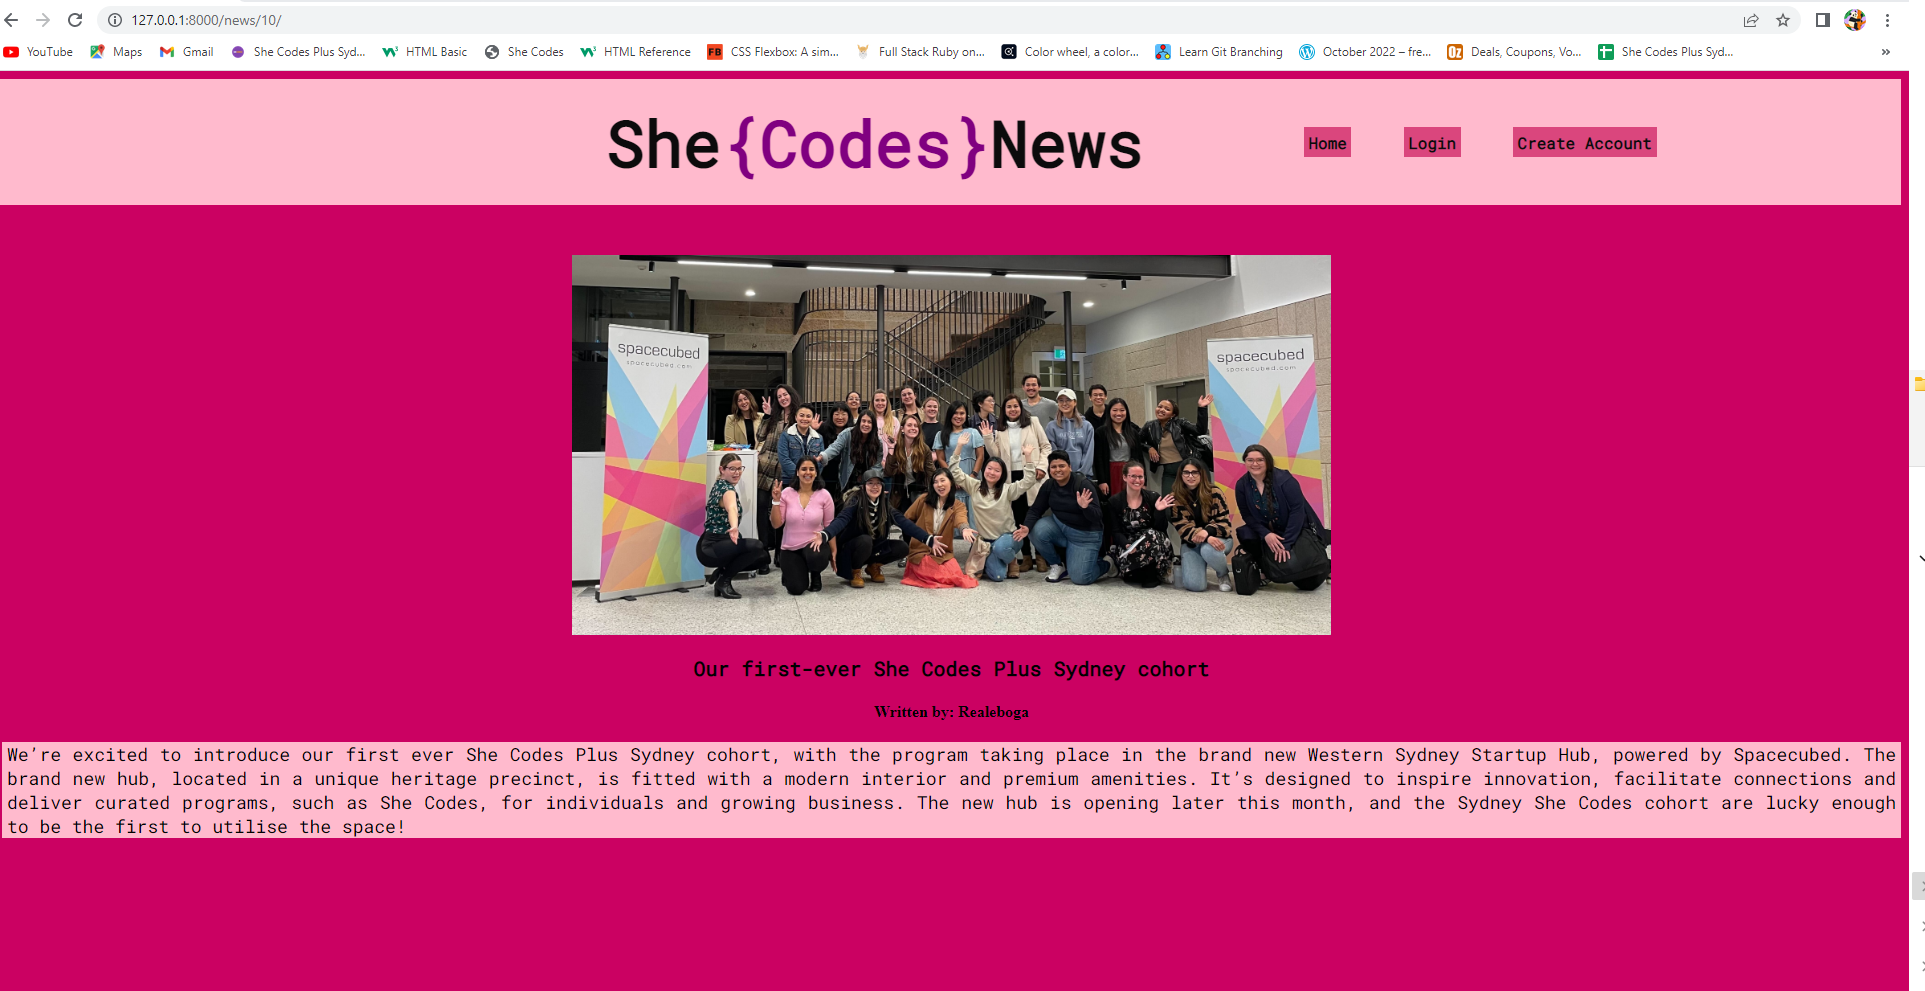 127.0.0.1:8000/news/10/
YouTube Maps Gmail She Codes Plus Syd... HTML Basic She Codes HTML Reference FB CSS Flexbox: A sim... Full Stack Ruby on... Color wheel, a color... Learn Git Branching October 2022 – fre... OZ Deals, Coupons, Vo... She Codes Plus Syd... »
She{Codes}News
Home Login Create Account
spacecubed
spacecubed.com
spacecubed
spacecubed.com
Our first-ever She Codes Plus Sydney cohort
Written by: Realeboga
We’re excited to introduce our first ever She Codes Plus Sydney cohort, with the program taking place in the brand new Western Sydney Startup Hub, powered by Spacecubed. The
brand new hub, located in a unique heritage precinct, is fitted with a modern interior and premium amenities. It’s designed to inspire innovation, facilitate connections and
deliver curated programs, such as She Codes, for individuals and growing business. The new hub is opening later this month, and the Sydney She Codes cohort are lucky enough
to be the first to utilise the space!